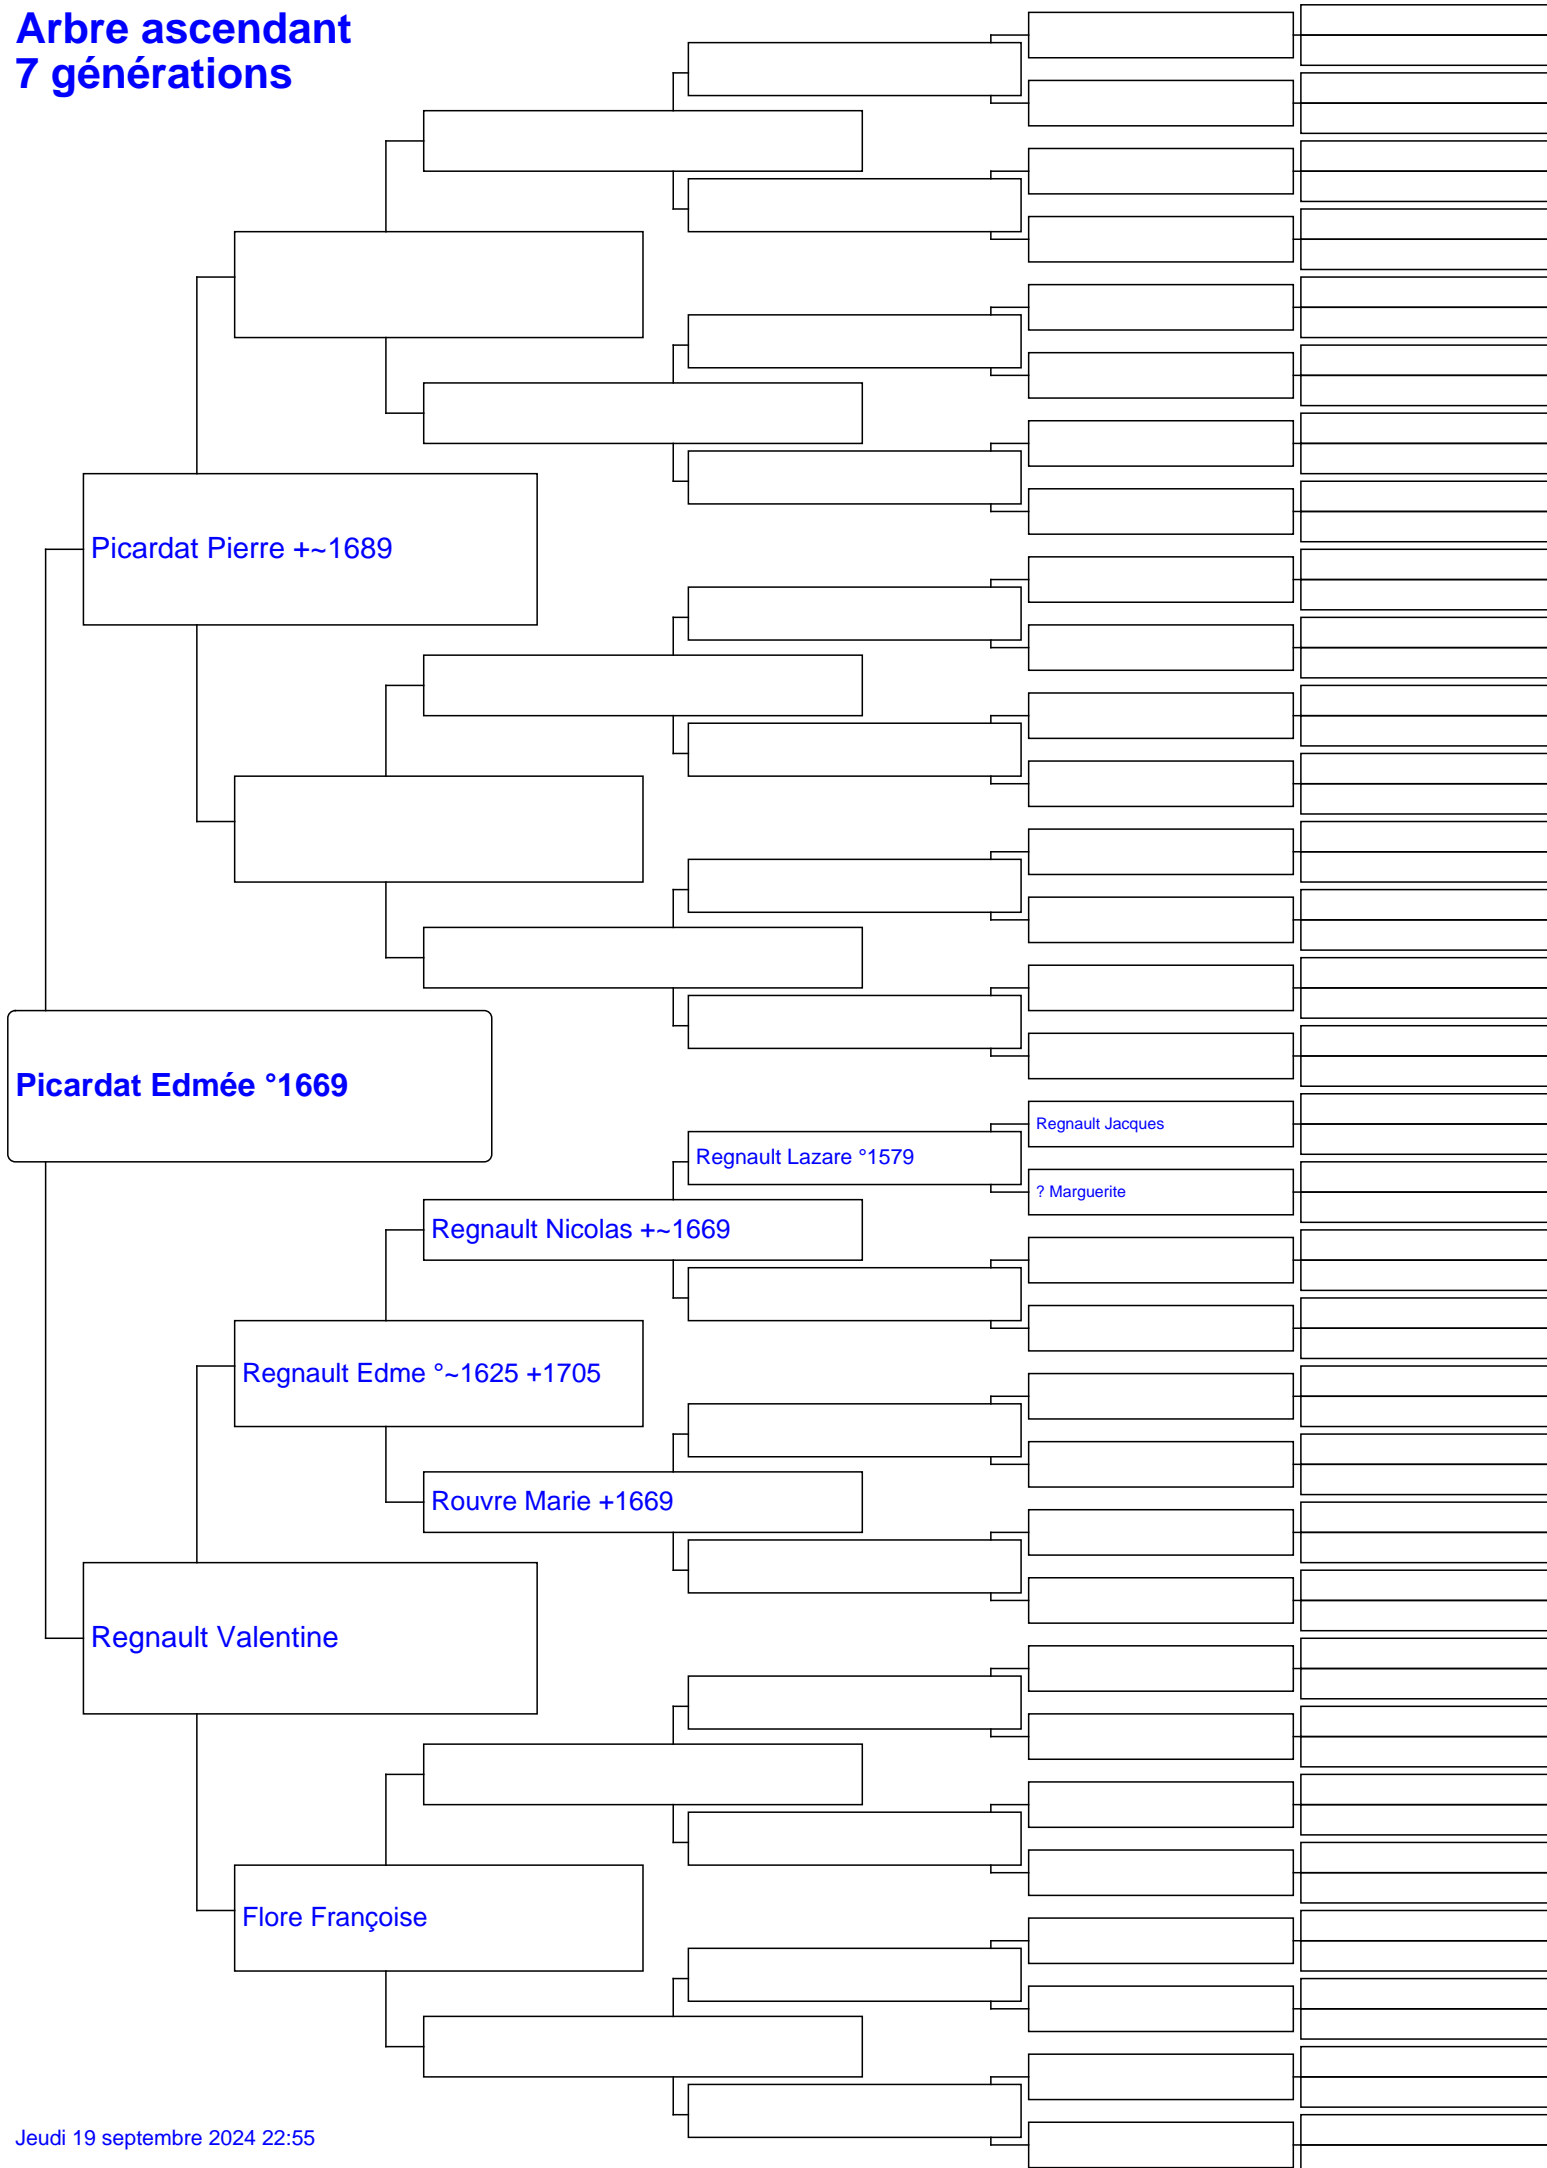 Arbre ascendant
7 générations
Picardat Pierre +~1689
Picardat Edmée °1669
Regnault Jacques
Regnault Lazare °1579
? Marguerite
Regnault Nicolas +~1669
Regnault Edme °~1625 +1705
Rouvre Marie +1669
Regnault Valentine
Flore Françoise
Jeudi 19 septembre 2024 22:55